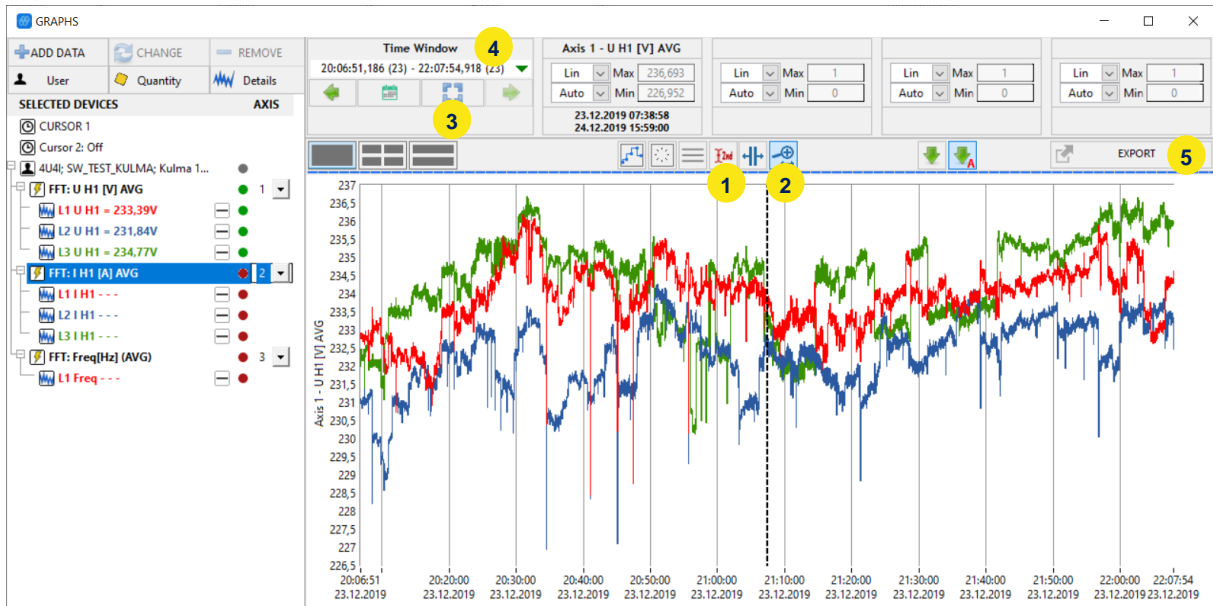 GRAPHS
ADD DATA CHANGE REMOVE
User Quantity Details
SELECTED DEVICES AXIS
CURSOR 1
Cursor 2: Off
4U4I; SW_TEST_KULMA; Kulma 1...
FFT: U H1 [V] AVG 1
L1 U H1 = 233,39V
L2 U H1 = 231,84V
L3 U H1 = 234,77V
FFT: I H1 [A] AVG 2
L1 I H1 - - -
L2 I H1 - - -
L3 I H1 - - -
FFT: Freq[Hz] (AVG) 3
L1 Freq - - -
Time Window 4
20:06:51,186 (23) - 22:07:54,918 (23)
3
Axis 1 - U H1 [V] AVG
Lin Max 236,693
Auto Min 226,952
23.12.2019 07:38:58
24.12.2019 15:59:00
Lin Max 1
Auto Min 0
Lin Max 1
Auto Min 0
Lin Max 1
Auto Min 0
2nd
A
EXPORT 5
1 2
Axis 1 - U H1 [V] AVG
237
236,5
236
235,5
235
234,5
234
233,5
233
232,5
232
231,5
231
230,5
230
229,5
229
228,5
228
227,5
227
226,5
20:06:51 20:20:00 20:30:00 20:40:00 20:50:00 21:00:00 21:10:00 21:20:00 21:30:00 21:40:00 21:50:00 22:00:00 22:07:54
23.12.2019 23.12.2019 23.12.2019 23.12.2019 23.12.2019 23.12.2019 23.12.2019 23.12.2019 23.12.2019 23.12.2019 23.12.2019 23.12.2019 23.12.2019